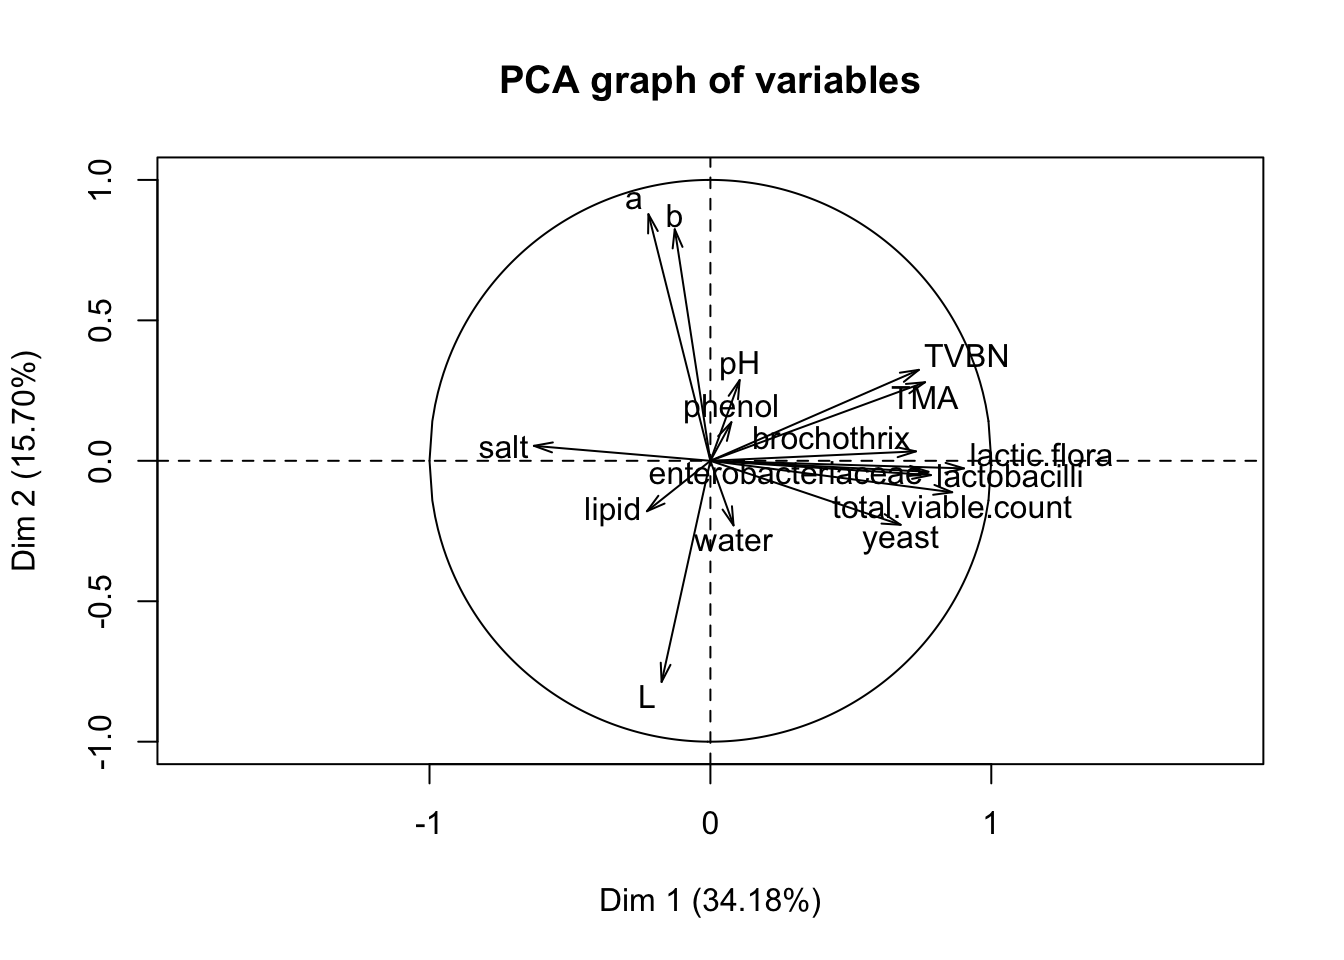 PCA graph of variables
1.0
0.5
0.0
-0.5
-1.0
Dim 2 (15.70%)
a
b
pH
TVBN
phenol
TMA
brochothrix
salt
lactic.flora
enterobacteriaceae
lactobacilli
lipid
total.viable.count
water
yeast
L
-1
0
1
Dim 1 (34.18%)